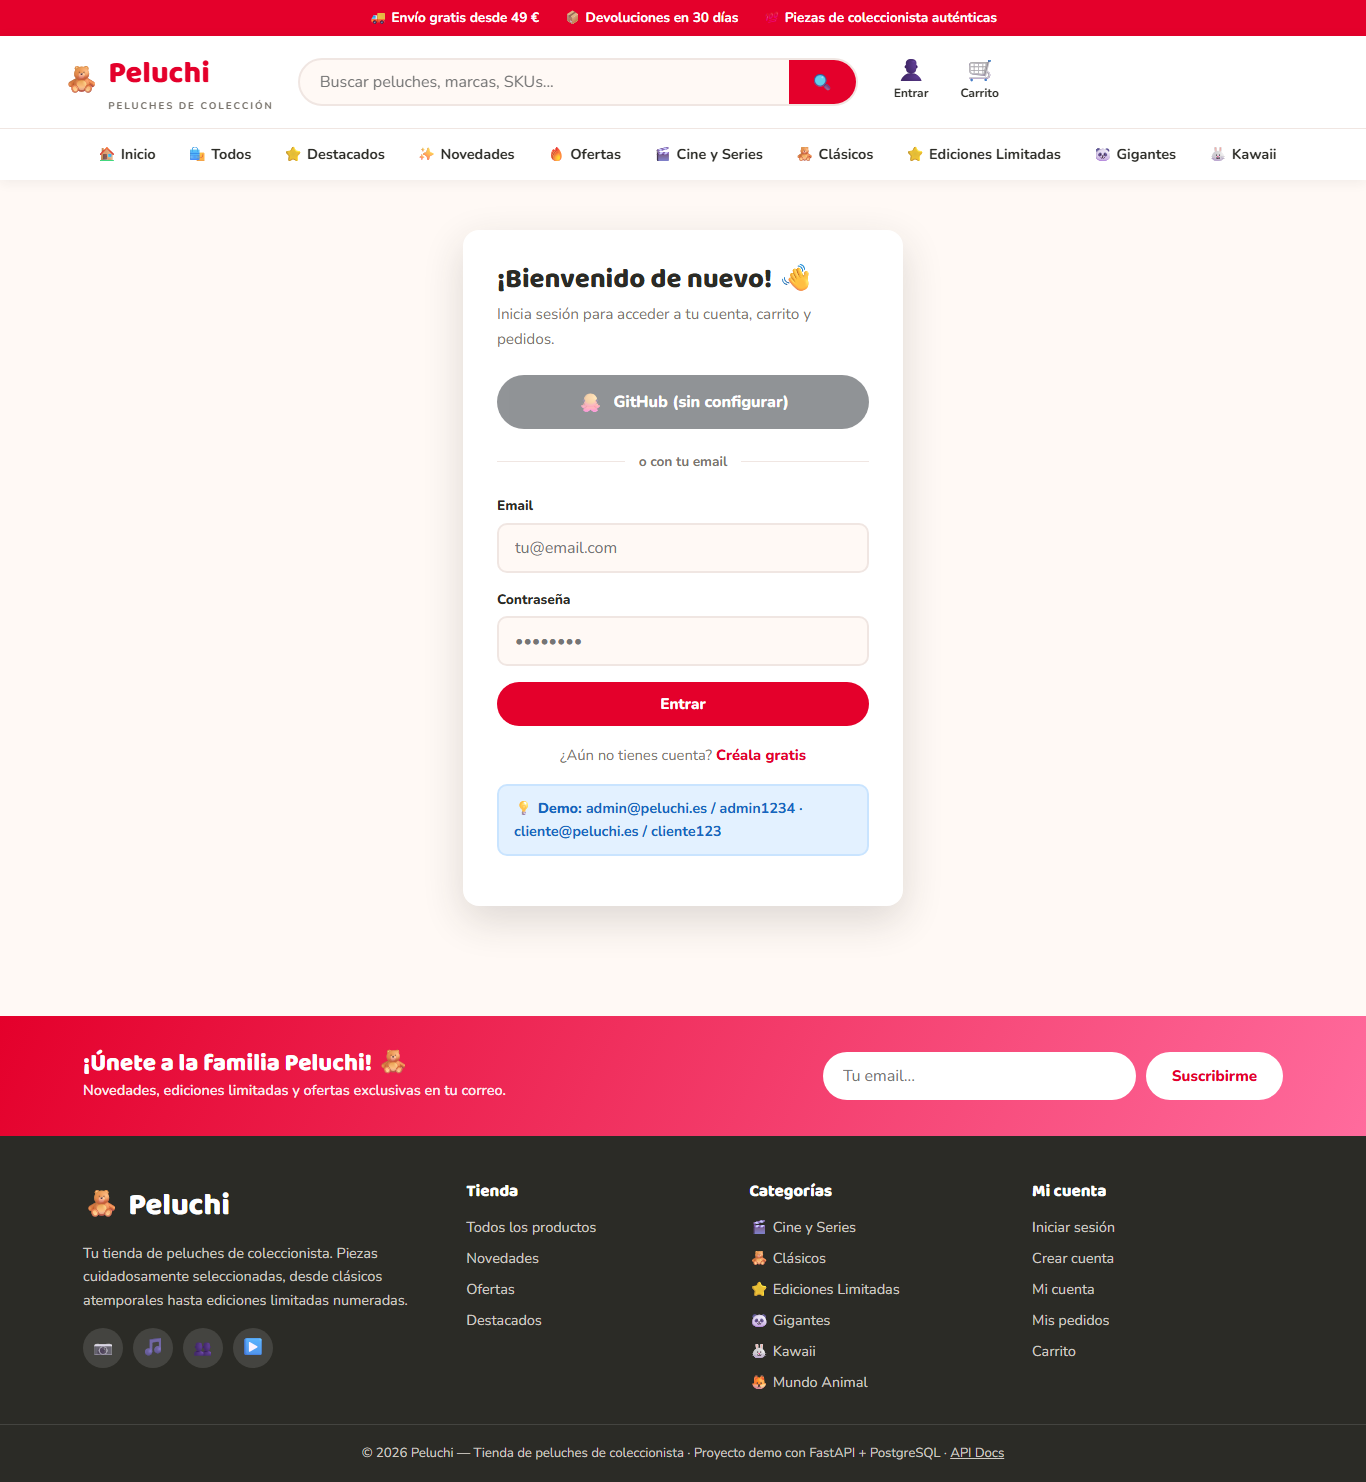 Envío gratis desde 49 € Devoluciones en 30 días Piezas de coleccionista auténticas
Peluchi
PELUCHES DE COLECCIÓN
Buscar peluches, marcas, SKUs...
Entrar Carrito
Inicio Todos Destacados Novedades Ofertas Cine y Series Clásicos Ediciones Limitadas Gigantes Kawaii
¡Bienvenido de nuevo!
Inicia sesión para acceder a tu cuenta, carrito y
pedidos.
GitHub (sin configurar)
o con tu email
Email
tu@email.com
Contraseña
••••••••
Entrar
¿Aún no tienes cuenta? Créala gratis
Demo: admin@peluchi.es / admin1234 ·
cliente@peluchi.es / cliente123
¡Únete a la familia Peluchi!
Novedades, ediciones limitadas y ofertas exclusivas en tu correo.
Tu email...
Suscribirme
Peluchi
Tu tienda de peluches de coleccionista. Piezas
cuidadosamente seleccionadas, desde clásicos
atemporales hasta ediciones limitadas numeradas.
Tienda
Todos los productos
Novedades
Ofertas
Destacados
Categorías
Cine y Series
Clásicos
Ediciones Limitadas
Gigantes
Kawaii
Mundo Animal
Mi cuenta
Iniciar sesión
Crear cuenta
Mi cuenta
Mis pedidos
Carrito
© 2026 Peluchi — Tienda de peluches de coleccionista · Proyecto demo con FastAPI + PostgreSQL · API Docs